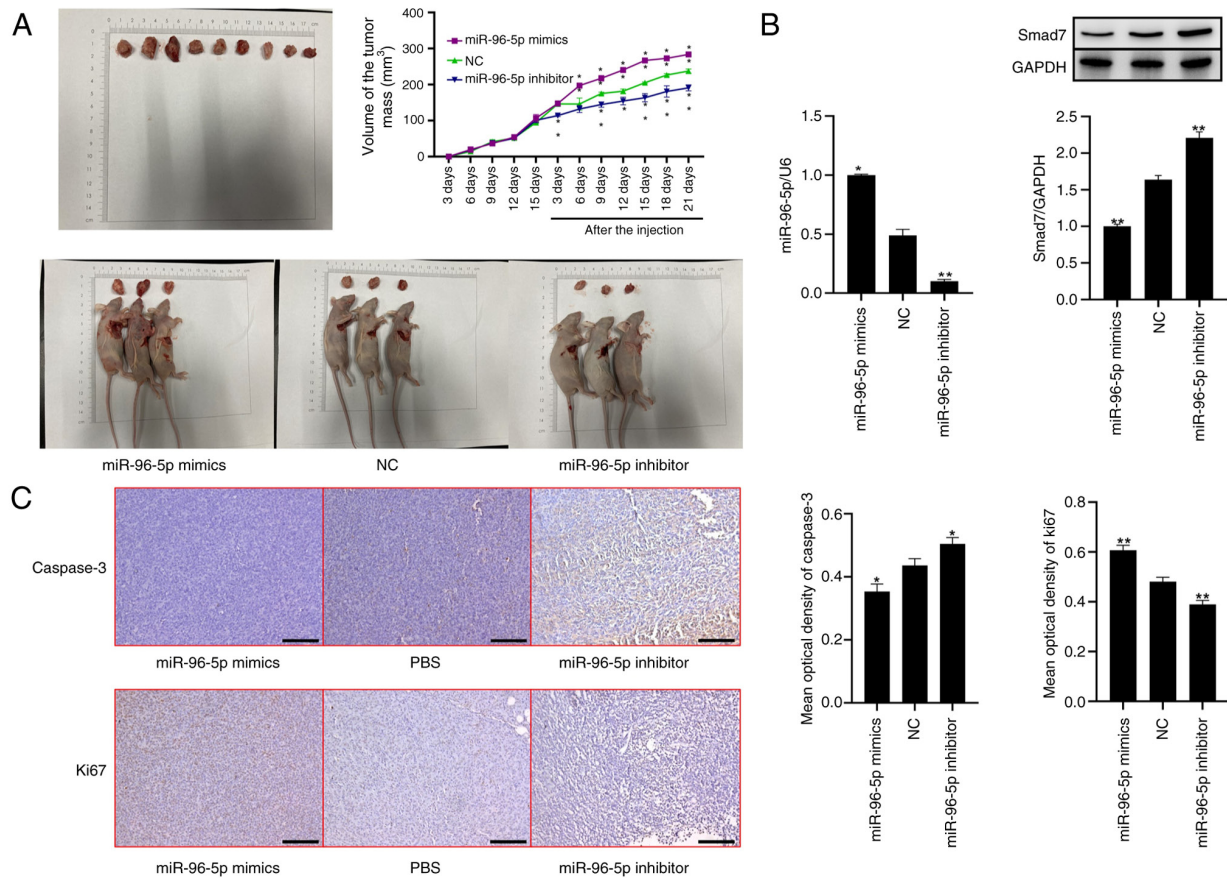 A
Volume of the tumor
mass (mm³)
400
300
200
100
0
miR-96-5p mimics
NC
miR-96-5p inhibitor
3 days
6 days
9 days
12 days
15 days
3 days
6 days
9 days
12 days
15 days
18 days
21 days
After the injection
miR-96-5p mimics
NC
miR-96-5p inhibitor
B
Smad7
GAPDH
miR-96-5p/U6
1.5
1.0
0.5
0.0
*
**
miR-96-5p mimics
NC
miR-96-5p inhibitor
Smad7/GAPDH
2.5
2.0
1.5
1.0
0.5
0.0
**
**
miR-96-5p mimics
NC
miR-96-5p inhibitor
C
Caspase-3
miR-96-5p mimics
PBS
miR-96-5p inhibitor
Ki67
miR-96-5p mimics
PBS
miR-96-5p inhibitor
Mean optical density of caspase-3
0.6
0.4
0.2
0.0
*
*
miR-96-5p mimics
NC
miR-96-5p inhibitor
Mean optical density of ki67
0.8
0.6
0.4
0.2
0.0
**
**
miR-96-5p mimics
NC
miR-96-5p inhibitor